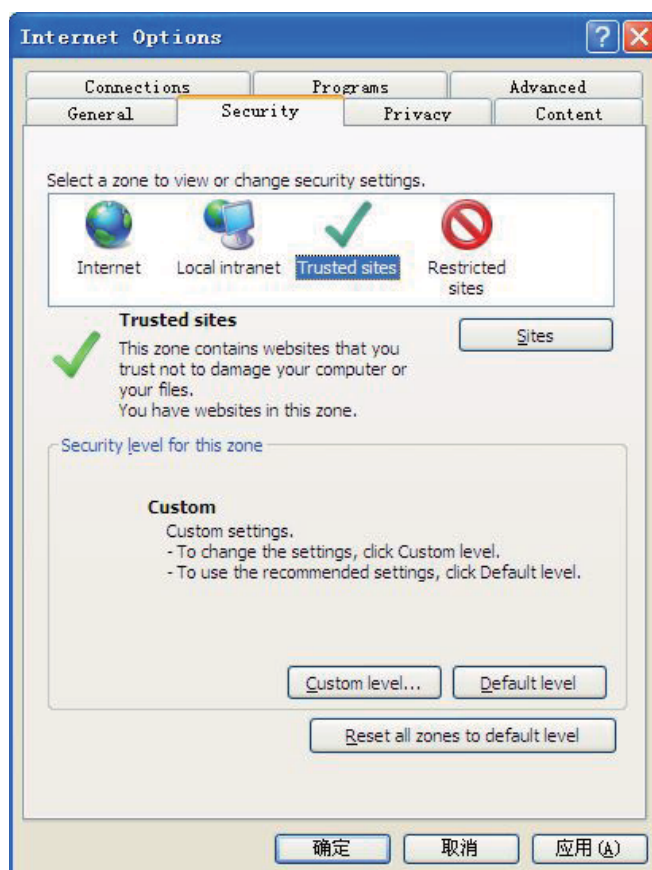 Internet Options
Connections Programs Advanced
General Security Privacy Content
Select a zone to view or change security settings.
Internet Local intranet Trusted sites Restricted
sites
Trusted sites
Sites
This zone contains websites that you
trust not to damage your computer or
your files.
You have websites in this zone.
Security level for this zone
Custom
Custom settings.
- To change the settings, click Custom level.
- To use the recommended settings, click Default level.
Custom level... Default level
Reset all zones to default level
确定 取消 应用(A)